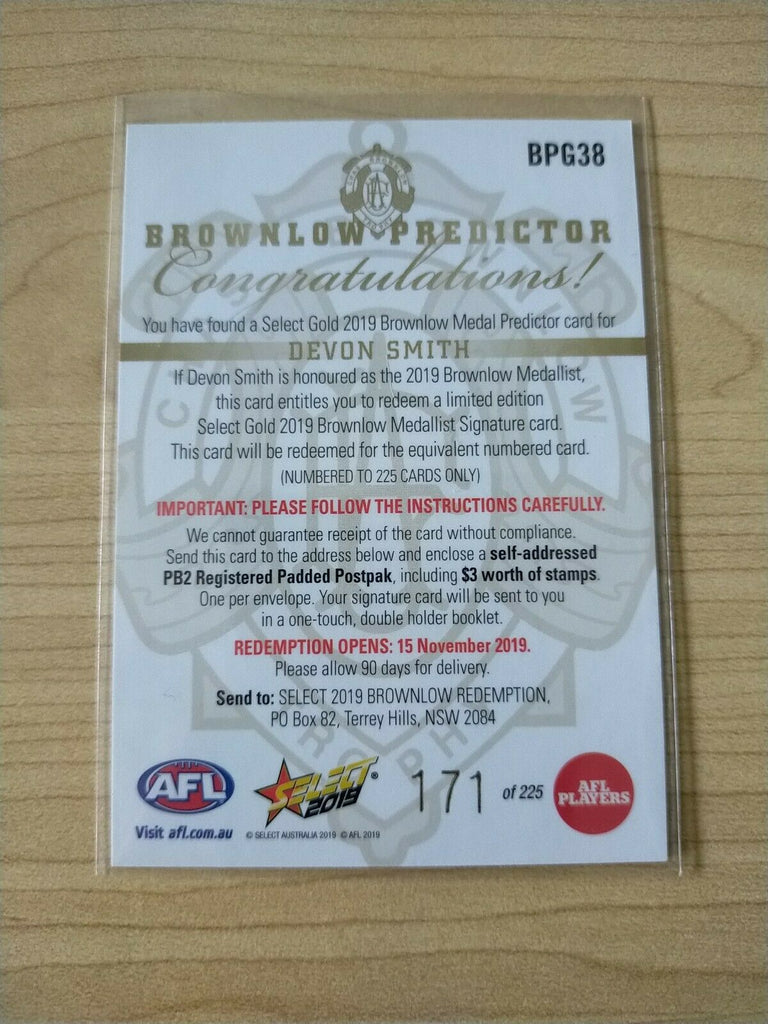 BPG38
BROWNLOW PREDICTOR
Congratulations!
You have found a Select Gold 2019 Brownlow Medal Predictor card for
DEVON SMITH
If Devon Smith is honoured as the 2019 Brownlow Medallist,
this card entitles you to redeem a limited edition
Select Gold 2019 Brownlow Medallist Signature card.
This card will be redeemed for the equivalent numbered card.
(NUMBERED TO 225 CARDS ONLY)
IMPORTANT: PLEASE FOLLOW THE INSTRUCTIONS CAREFULLY.
We cannot guarantee receipt of the card without compliance.
Send this card to the address below and enclose a self-addressed
PB2 Registered Padded Postpak, including $3 worth of stamps.
One per envelope. Your signature card will be sent to you
in a one-touch, double holder booklet.
REDEMPTION OPENS: 15 November 2019.
Please allow 90 days for delivery.
Send to: SELECT 2019 BROWNLOW REDEMPTION,
PO Box 82, Terrey Hills, NSW 2084
AFL
SELECT®
2019
171 of 225
AFL
PLAYERS
Visit afl.com.au
© SELECT AUSTRALIA 2019 © AFL 2019